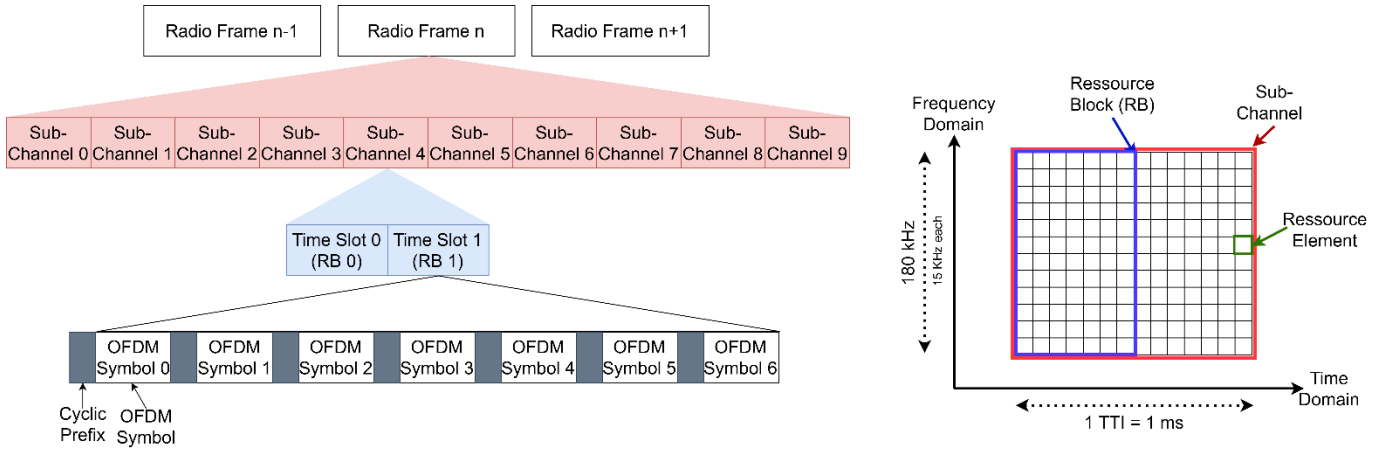 Radio Frame n-1
Radio Frame n
Radio Frame n+1
Sub-
Channel 0
Sub-
Channel 1
Sub-
Channel 2
Sub-
Channel 3
Sub-
Channel 4
Sub-
Channel 5
Sub-
Channel 6
Sub-
Channel 7
Sub-
Channel 8
Sub-
Channel 9
Time Slot 0
(RB 0)
Time Slot 1
(RB 1)
OFDM
Symbol 0
OFDM
Symbol 1
OFDM
Symbol 2
OFDM
Symbol 3
OFDM
Symbol 4
OFDM
Symbol 5
OFDM
Symbol 6
Cyclic
Prefix
OFDM
Symbol
Frequency
Domain
Ressource
Block (RB)
Sub-
Channel
180 kHz
15 KHz each
Ressource
Element
Time
Domain
1 TTI = 1 ms